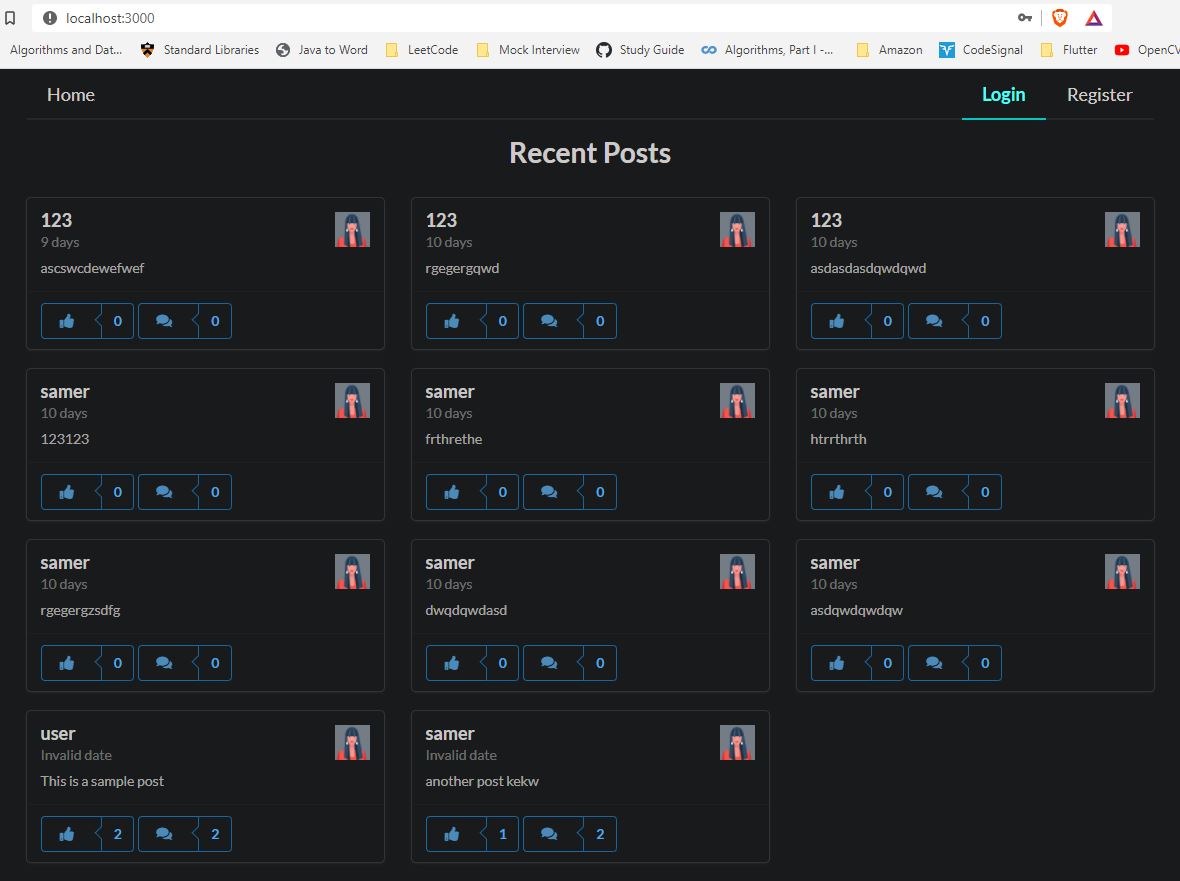 localhost:3000
Algorithms and Dat... Standard Libraries Java to Word LeetCode Mock Interview Study Guide Algorithms, Part I -... Amazon CodeSignal Flutter OpenCV
Home Login Register
Recent Posts
123 123 123
9 days 10 days 10 days
ascswcdewefwef rgegergqwd asdasdasdqwdqwd
0 0 0 0 0 0
samer samer samer
10 days 10 days 10 days
123123 frthrethe htrrthrth
0 0 0 0 0 0
samer samer samer
10 days 10 days 10 days
rgegergzsdfg dwqdqwdasd asdqwdqwdqw
0 0 0 0 0 0
user samer
Invalid date Invalid date
This is a sample post another post kekw
2 2 1 2